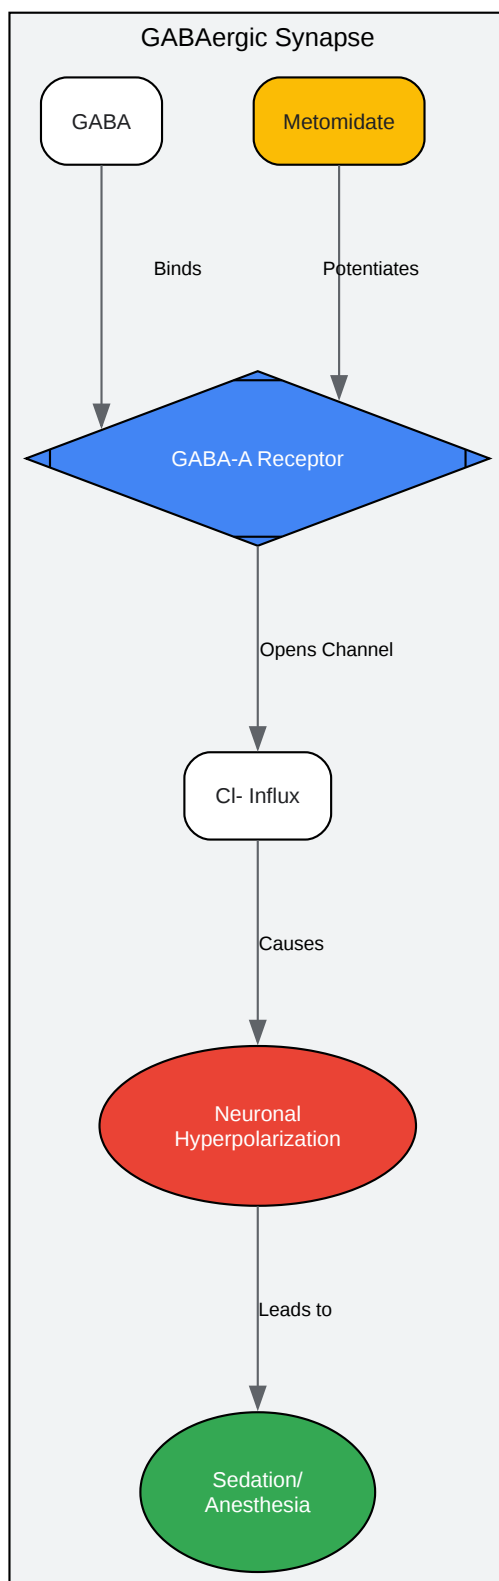 GABAergic Synapse
GABA
Metomidate
Binds
Potentiates
GABA-A Receptor
Opens Channel
Cl- Influx
Causes
Neuronal
Hyperpolarization
Leads to
Sedation/
Anesthesia